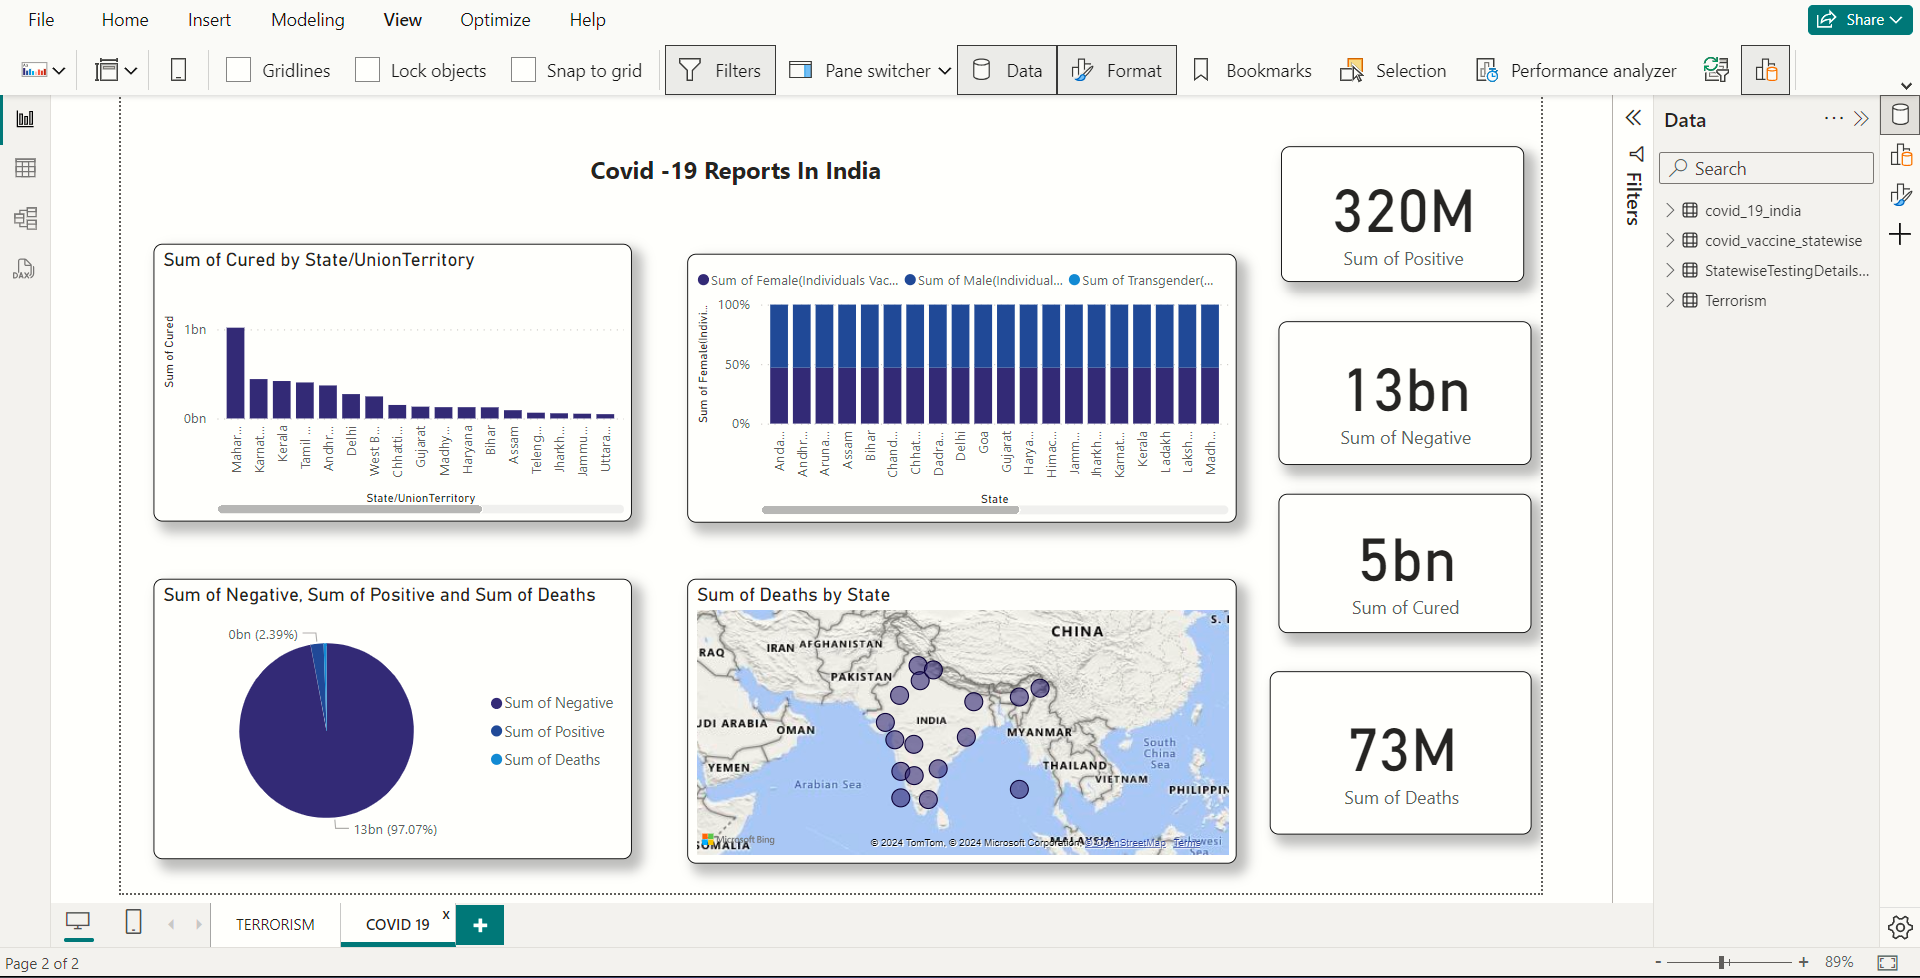 File Home Insert Modeling View Optimize Help Share
Gridlines Lock objects Snap to grid Filters Pane switcher Data Format Bookmarks Selection Performance analyzer
Covid -19 Reports In India
Sum of Cured by State/UnionTerritory
Sum of Cured
1bn
0bn
Mahar...
Karnat...
Kerala
Tamil ...
Andhr...
Delhi
West B...
Chhatti...
Gujarat
Madhy...
Haryana
Bihar
Assam
Teleng...
Jharkh...
Jammu...
Uttara...
State/UnionTerritory
Sum of Female(Individuals Vac... Sum of Male(Individual... Sum of Transgender(...
Sum of Female(Indivi...
100%
50%
0%
Anda...
Andhr...
Aruna...
Assam
Bihar
Chand...
Chhat...
Dadra...
Delhi
Goa
Gujarat
Harya...
Himac...
Jamm...
Jharkh...
Karnat...
Kerala
Ladakh
Laksh...
Madh...
State
320M
Sum of Positive
13bn
Sum of Negative
5bn
Sum of Cured
73M
Sum of Deaths
Sum of Negative, Sum of Positive and Sum of Deaths
0bn (2.39%)
13bn (97.07%)
Sum of Negative
Sum of Positive
Sum of Deaths
Sum of Deaths by State
S.
CHINA
IRAN AFGHANISTAN
RAQ
PAKISTAN
INDIA
UDI ARABIA
OMAN
MYANMAR
South
China
Sea
YEMEN
THAILAND
Arabian Sea
VIETNAM
PHILIPPIN
Microsoft Bing
SOMALIA
MALAYSIA
© 2024 TomTom, © 2024 Microsoft Corporation, © OpenStreetMap Terms
Sea
Filters
Data
Search
covid_19_india
covid_vaccine_statewise
StatewiseTestingDetails...
Terrorism
DAX
TERRORISM
COVID 19
x
+
Page 2 of 2
- + 89%